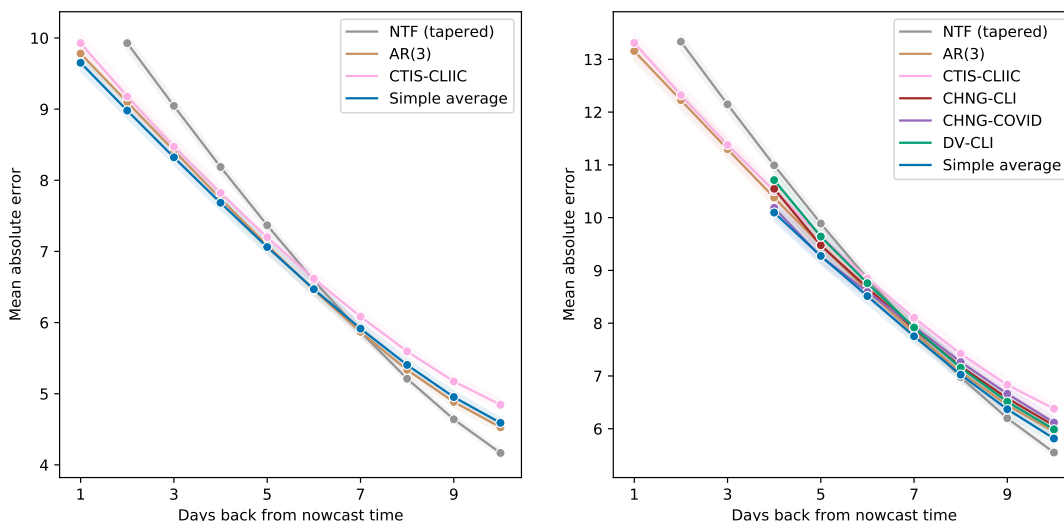 NTF (tapered)
AR(3)
CTIS-CLIIC
Simple average
10
9
8
7
6
5
4
Mean absolute error
1
3
5
7
9
Days back from nowcast time
NTF (tapered)
AR(3)
CTIS-CLIIC
CHNG-CLI
CHNG-COVID
DV-CLI
Simple average
13
12
11
10
9
8
7
6
Mean absolute error
1
3
5
7
9
Days back from nowcast time